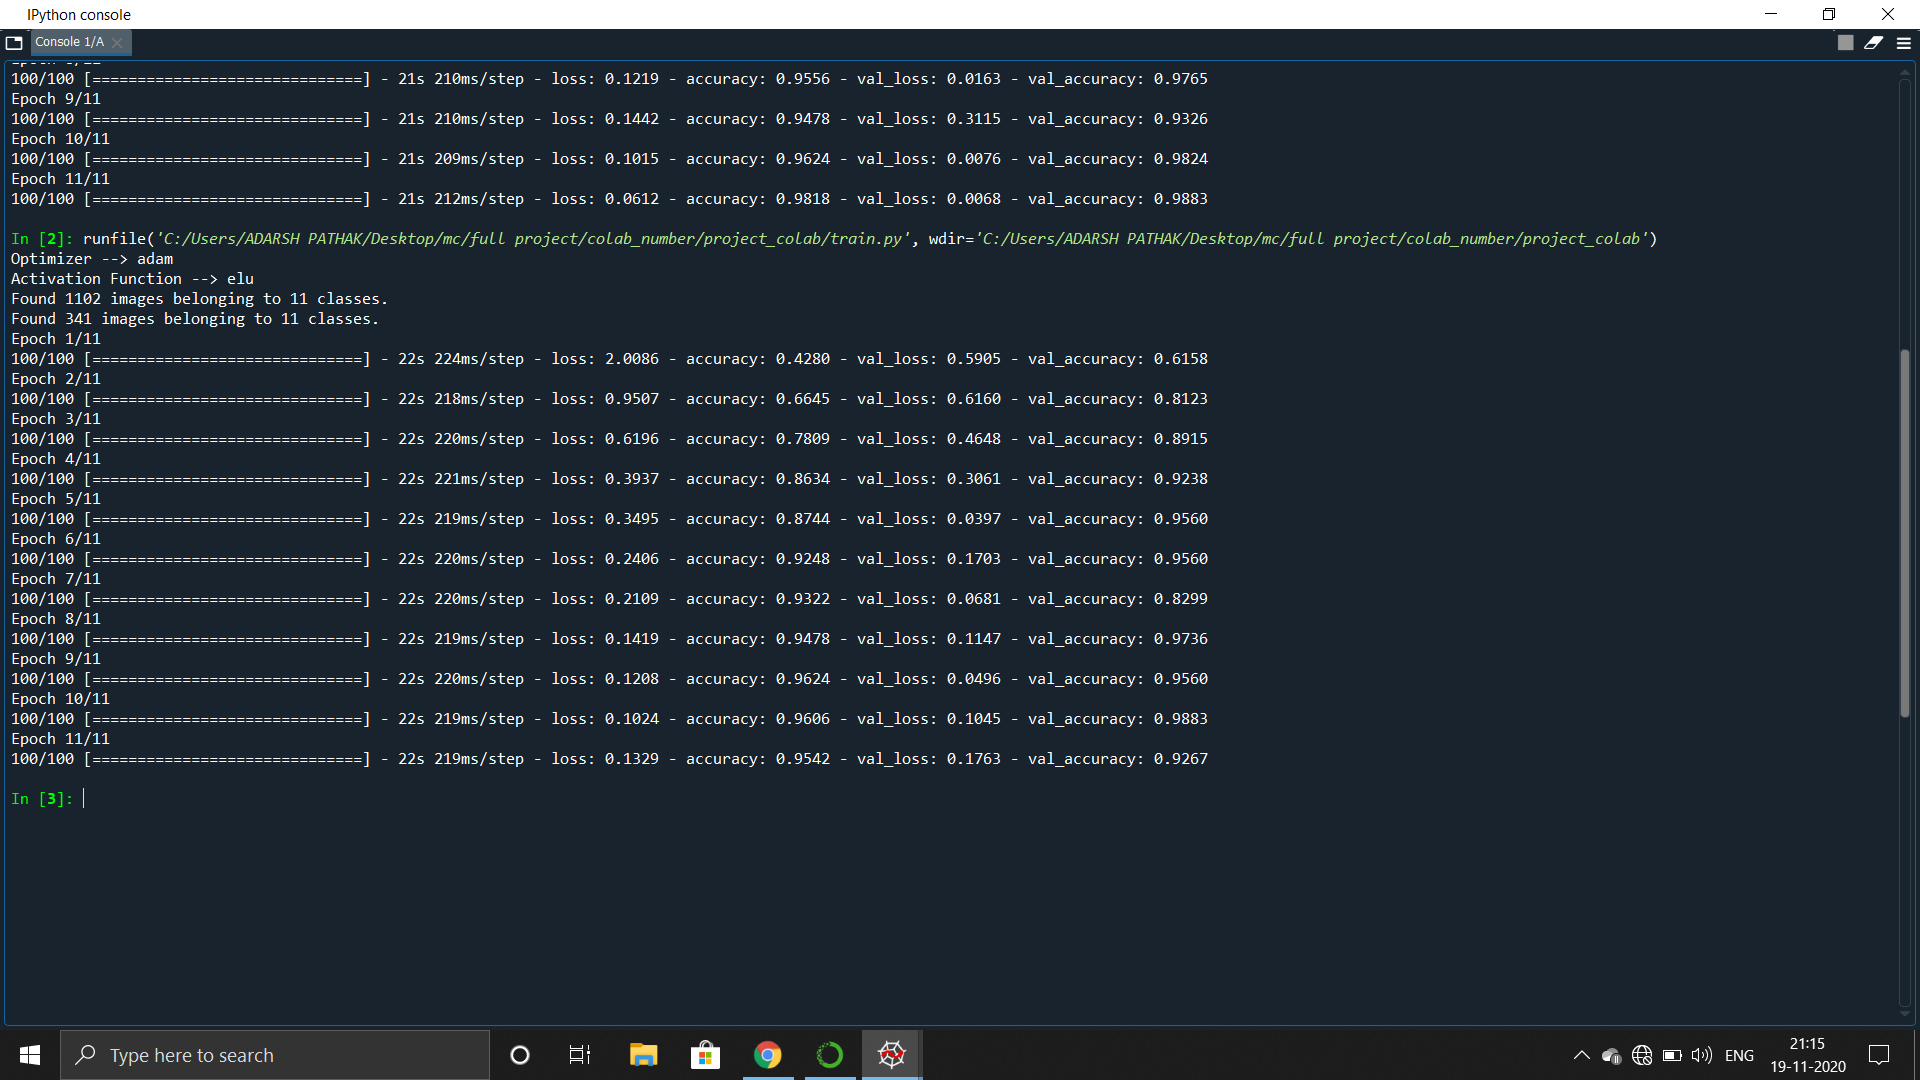 IPython console
Console 1/A
100/100 [==============================] - 21s 210ms/step - loss: 0.1219 - accuracy: 0.9556 - val_loss: 0.0163 - val_accuracy: 0.9765
Epoch 9/11
100/100 [==============================] - 21s 210ms/step - loss: 0.1442 - accuracy: 0.9478 - val_loss: 0.3115 - val_accuracy: 0.9326
Epoch 10/11
100/100 [==============================] - 21s 209ms/step - loss: 0.1015 - accuracy: 0.9624 - val_loss: 0.0076 - val_accuracy: 0.9824
Epoch 11/11
100/100 [==============================] - 21s 212ms/step - loss: 0.0612 - accuracy: 0.9818 - val_loss: 0.0068 - val_accuracy: 0.9883
In [2]: runfile('C:/Users/ADARSH PATHAK/Desktop/mc/full project/colab_number/project_colab/train.py', wdir='C:/Users/ADARSH PATHAK/Desktop/mc/full project/colab_number/project_colab')
Optimizer --> adam
Activation Function --> elu
Found 1102 images belonging to 11 classes.
Found 341 images belonging to 11 classes.
Epoch 1/11
100/100 [==============================] - 22s 224ms/step - loss: 2.0086 - accuracy: 0.4280 - val_loss: 0.5905 - val_accuracy: 0.6158
Epoch 2/11
100/100 [==============================] - 22s 218ms/step - loss: 0.9507 - accuracy: 0.6645 - val_loss: 0.6160 - val_accuracy: 0.8123
Epoch 3/11
100/100 [==============================] - 22s 220ms/step - loss: 0.6196 - accuracy: 0.7809 - val_loss: 0.4648 - val_accuracy: 0.8915
Epoch 4/11
100/100 [==============================] - 22s 221ms/step - loss: 0.3937 - accuracy: 0.8634 - val_loss: 0.3061 - val_accuracy: 0.9238
Epoch 5/11
100/100 [==============================] - 22s 219ms/step - loss: 0.3495 - accuracy: 0.8744 - val_loss: 0.0397 - val_accuracy: 0.9560
Epoch 6/11
100/100 [==============================] - 22s 220ms/step - loss: 0.2406 - accuracy: 0.9248 - val_loss: 0.1703 - val_accuracy: 0.9560
Epoch 7/11
100/100 [==============================] - 22s 220ms/step - loss: 0.2109 - accuracy: 0.9322 - val_loss: 0.0681 - val_accuracy: 0.8299
Epoch 8/11
100/100 [==============================] - 22s 219ms/step - loss: 0.1419 - accuracy: 0.9478 - val_loss: 0.1147 - val_accuracy: 0.9736
Epoch 9/11
100/100 [==============================] - 22s 220ms/step - loss: 0.1208 - accuracy: 0.9624 - val_loss: 0.0496 - val_accuracy: 0.9560
Epoch 10/11
100/100 [==============================] - 22s 219ms/step - loss: 0.1024 - accuracy: 0.9606 - val_loss: 0.1045 - val_accuracy: 0.9883
Epoch 11/11
100/100 [==============================] - 22s 219ms/step - loss: 0.1329 - accuracy: 0.9542 - val_loss: 0.1763 - val_accuracy: 0.9267
In [3]:
Type here to search
ENG
21:15
19-11-2020